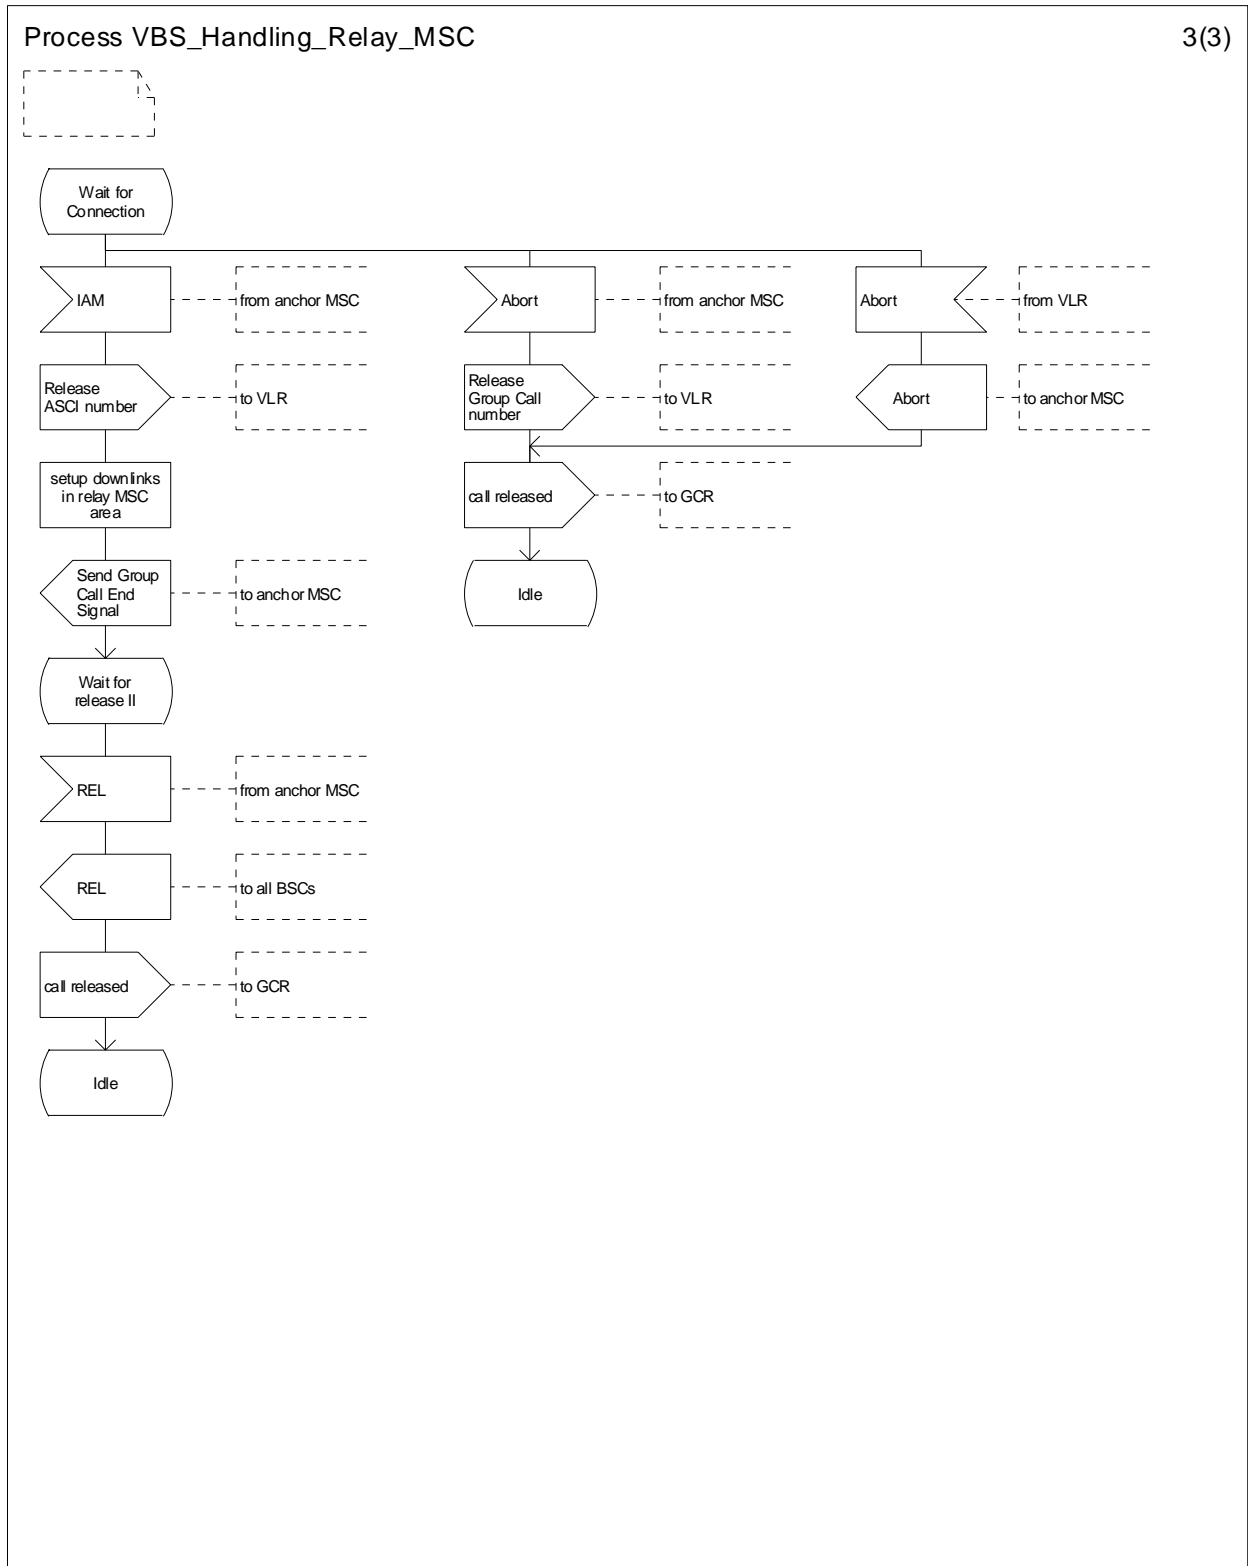 Process VBS_Handling_Relay_MSC
3(3)
Wait for
Connection
IAM
from anchor MSC
Abort
from anchor MSC
Abort
from VLR
Release
ASCI number
to VLR
Release
Group Call
number
to VLR
Abort
to anchor MSC
setup downlinks
in relay MSC
area
call released
to GCR
Send Group
Call End
Signal
to anchor MSC
Idle
Wait for
release II
REL
from anchor MSC
REL
to all BSCs
call released
to GCR
Idle